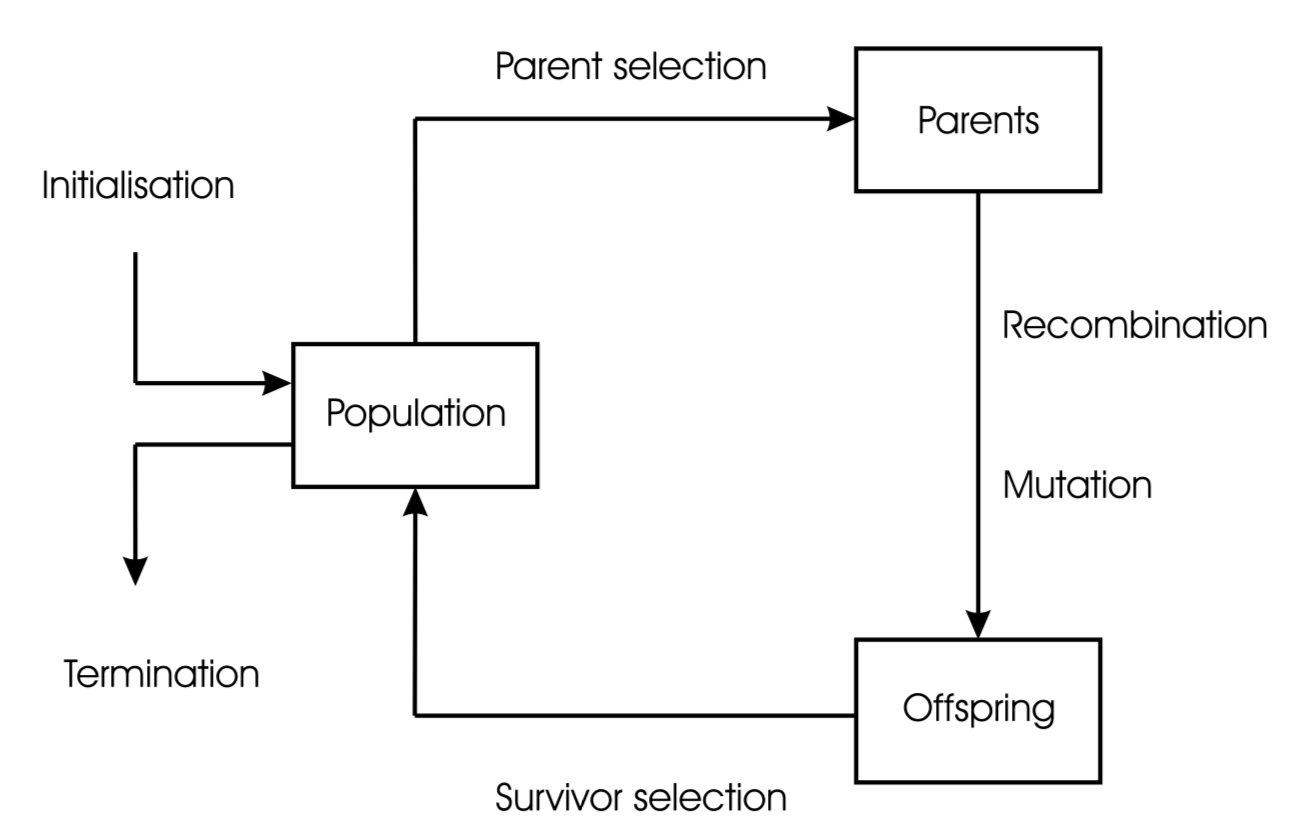 Parent selection
Parents
Initialisation
Recombination
Population
Mutation
Termination
Offspring
Survivor selection